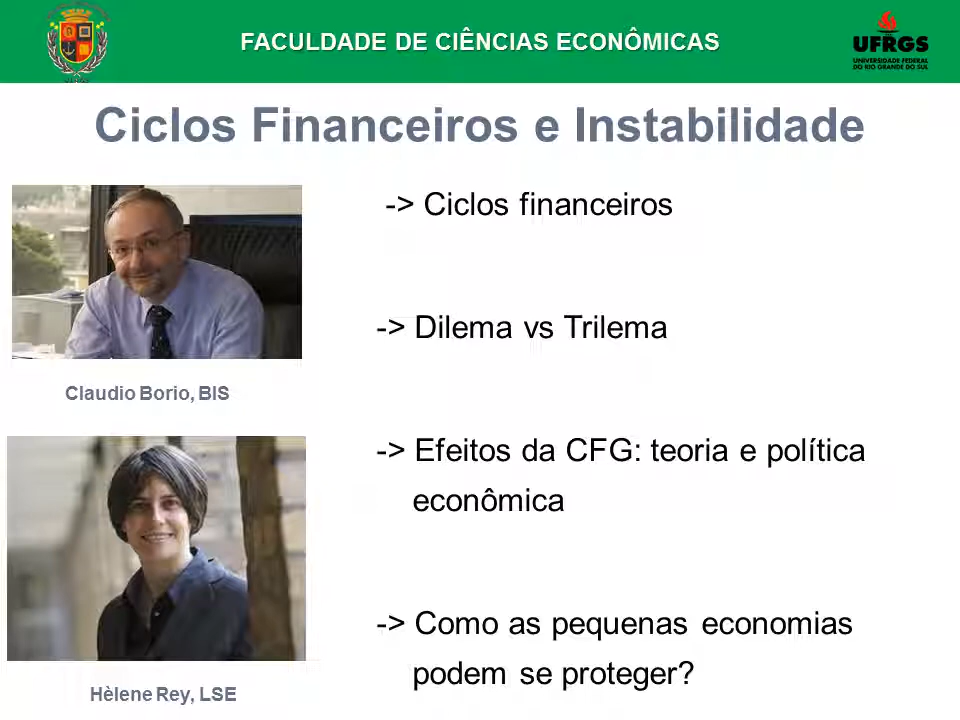 FACULDADE DE CIÊNCIAS ECONÔMICAS
UFRGS
UNIVERSIDADE FEDERAL
DO RIO GRANDE DO SUL
Ciclos Financeiros e Instabilidade
-> Ciclos financeiros
-> Dilema vs Trilema
Claudio Borio, BIS
-> Efeitos da CFG: teoria e política
econômica
-> Como as pequenas economias
podem se proteger?
Hèlene Rey, LSE